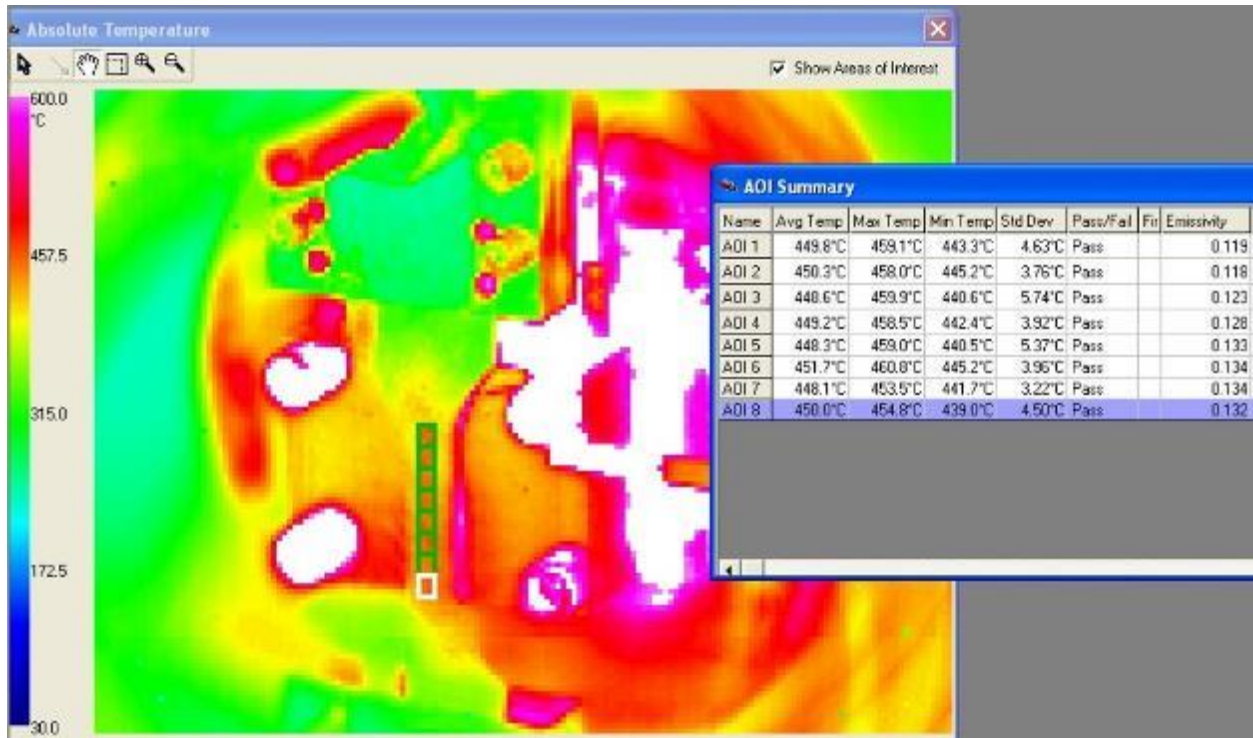 Absolute Temperature
Show Areas of Interest
600.0
°C
457.5
315.0
172.5
30.0
AOI Summary
Name Avg Temp Max Temp Min Temp Std Dev Pass/Fail Fir Emissivity
AOI 1 449.8°C 459.1°C 443.3°C 4.63°C Pass 0.119
AOI 2 450.3°C 458.0°C 445.2°C 3.76°C Pass 0.118
AOI 3 448.6°C 459.9°C 440.6°C 5.74°C Pass 0.123
AOI 4 449.2°C 458.5°C 442.4°C 3.92°C Pass 0.128
AOI 5 448.3°C 459.0°C 440.5°C 5.37°C Pass 0.133
AOI 6 451.7°C 460.8°C 445.2°C 3.96°C Pass 0.134
AOI 7 448.1°C 453.5°C 441.7°C 3.22°C Pass 0.134
AOI 8 450.0°C 454.8°C 439.0°C 4.50°C Pass 0.132